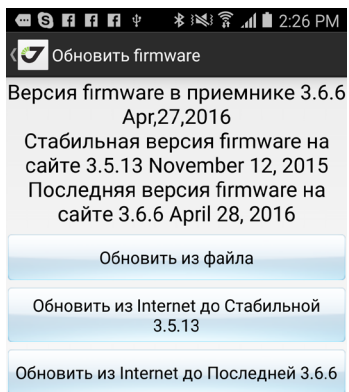 2:26 PM
Обновить firmware
Версия firmware в приемнике 3.6.6
Apr,27,2016
Стабильная версия firmware на
сайте 3.5.13 November 12, 2015
Последняя версия firmware на
сайте 3.6.6 April 28, 2016
Обновить из файла
Обновить из Internet до Стабильной
3.5.13
Обновить из Internet до Последней 3.6.6